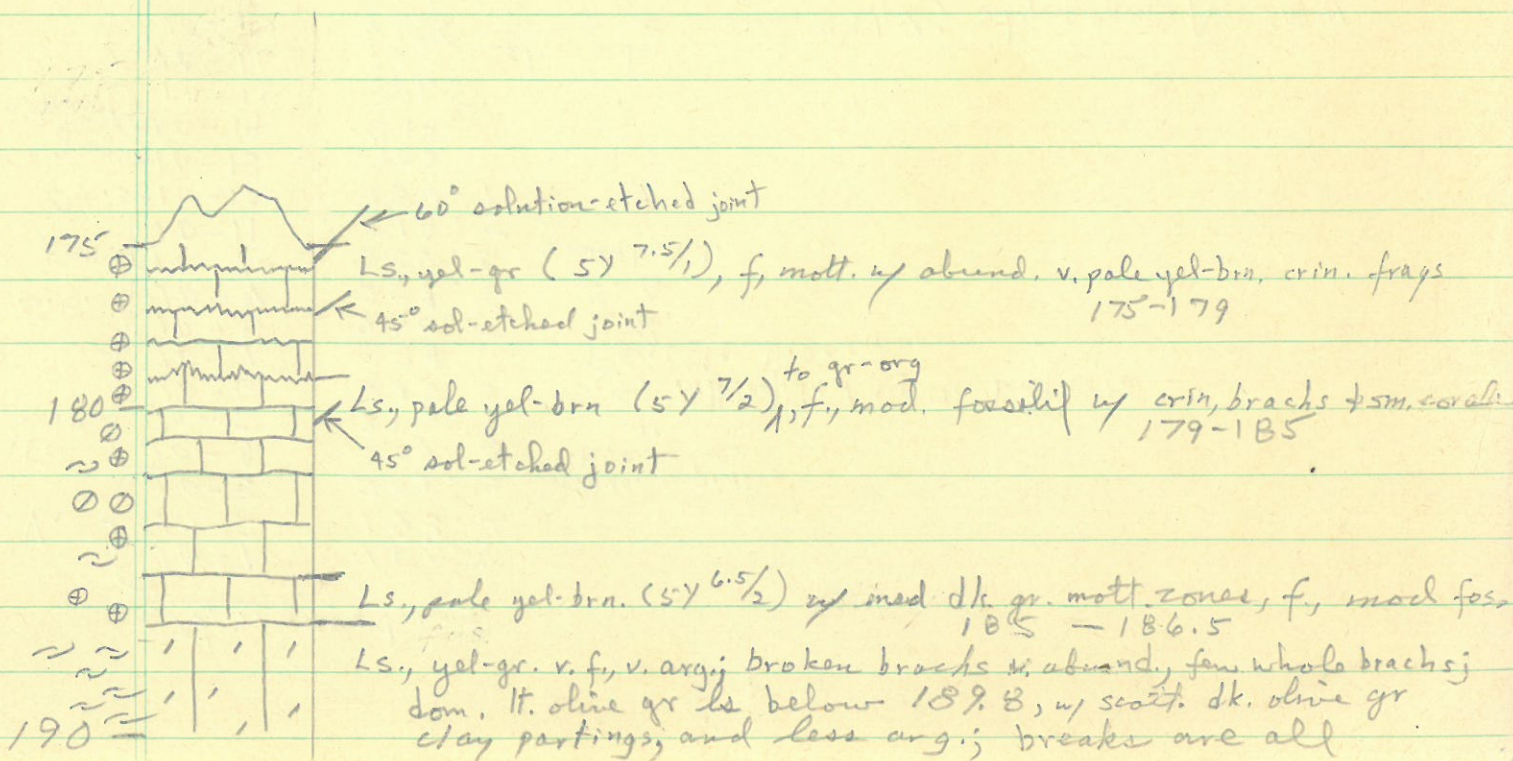 60° solution-etched joint
175
Ls., yel-gr (5Y 7.5/1), f, mott. w/ abund. v. pale yel-brn. crin. frags
175-179
45° sol-etched joint
to gr-org
180 Ls., pale yel-brn (5Y 7/2), f., mod. fossilif w/ crin, brachs & sm. corals
179-185
45° sol-etched joint
Ls., pale yel-brn. (5Y 6.5/2) w/ med dk. gr. mott. zones, f., mod fos.
185 - 186.5
Ls., yel-gr. v. f., v. arg.; broken brachs v. abund., few whole brachs;
dom. lt. olive gr ls below 189.8, w/ scatt. dk. olive gr
190 clay partings, and less arg.; breaks are all